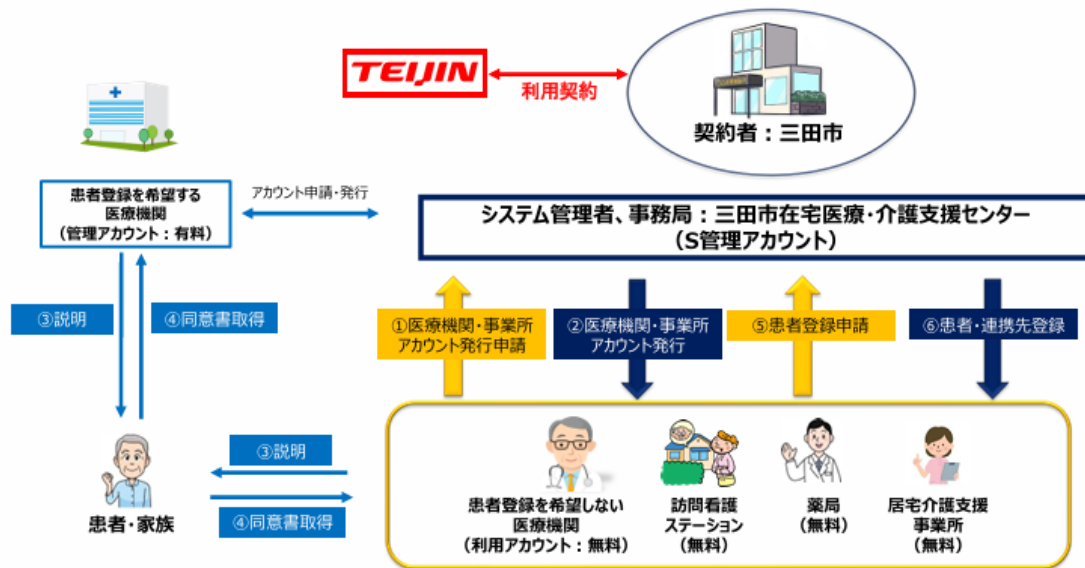 TEIJIN
利用契約
契約者：三田市
患者登録を希望する
医療機関
（管理アカウント：有料）
アカウント申請・発行
システム管理者、事務局：三田市在宅医療・介護支援センター
（S管理アカウント）
③説明
④同意書取得
①医療機関・事業所
アカウント発行申請
②医療機関・事業所
アカウント発行
⑤患者登録申請
⑥患者・連携先登録
患者・家族
③説明
④同意書取得
患者登録を希望しない
医療機関
（利用アカウント：無料）
訪問看護
ステーション
（無料）
薬局
（無料）
居宅介護支援
事業所
（無料）